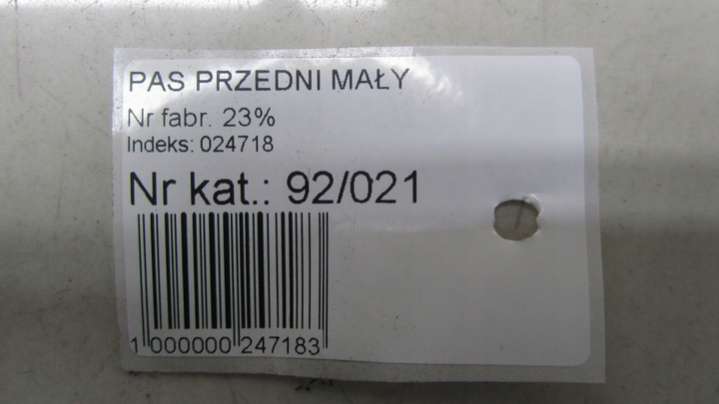 PAS PRZEDNI MAŁY
Nr fabr. 23%
Indeks: 024718
Nr kat.: 92/021
1 000000 247183